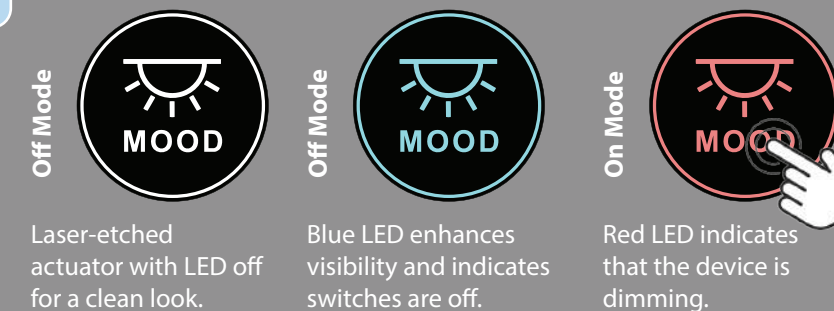 Off Mode
MOOD
Laser-etched
actuator with LED off
for a clean look.
Off Mode
MOOD
Blue LED enhances
visibility and indicates
switches are off.
On Mode
MOOD
Red LED indicates
that the device is
dimming.